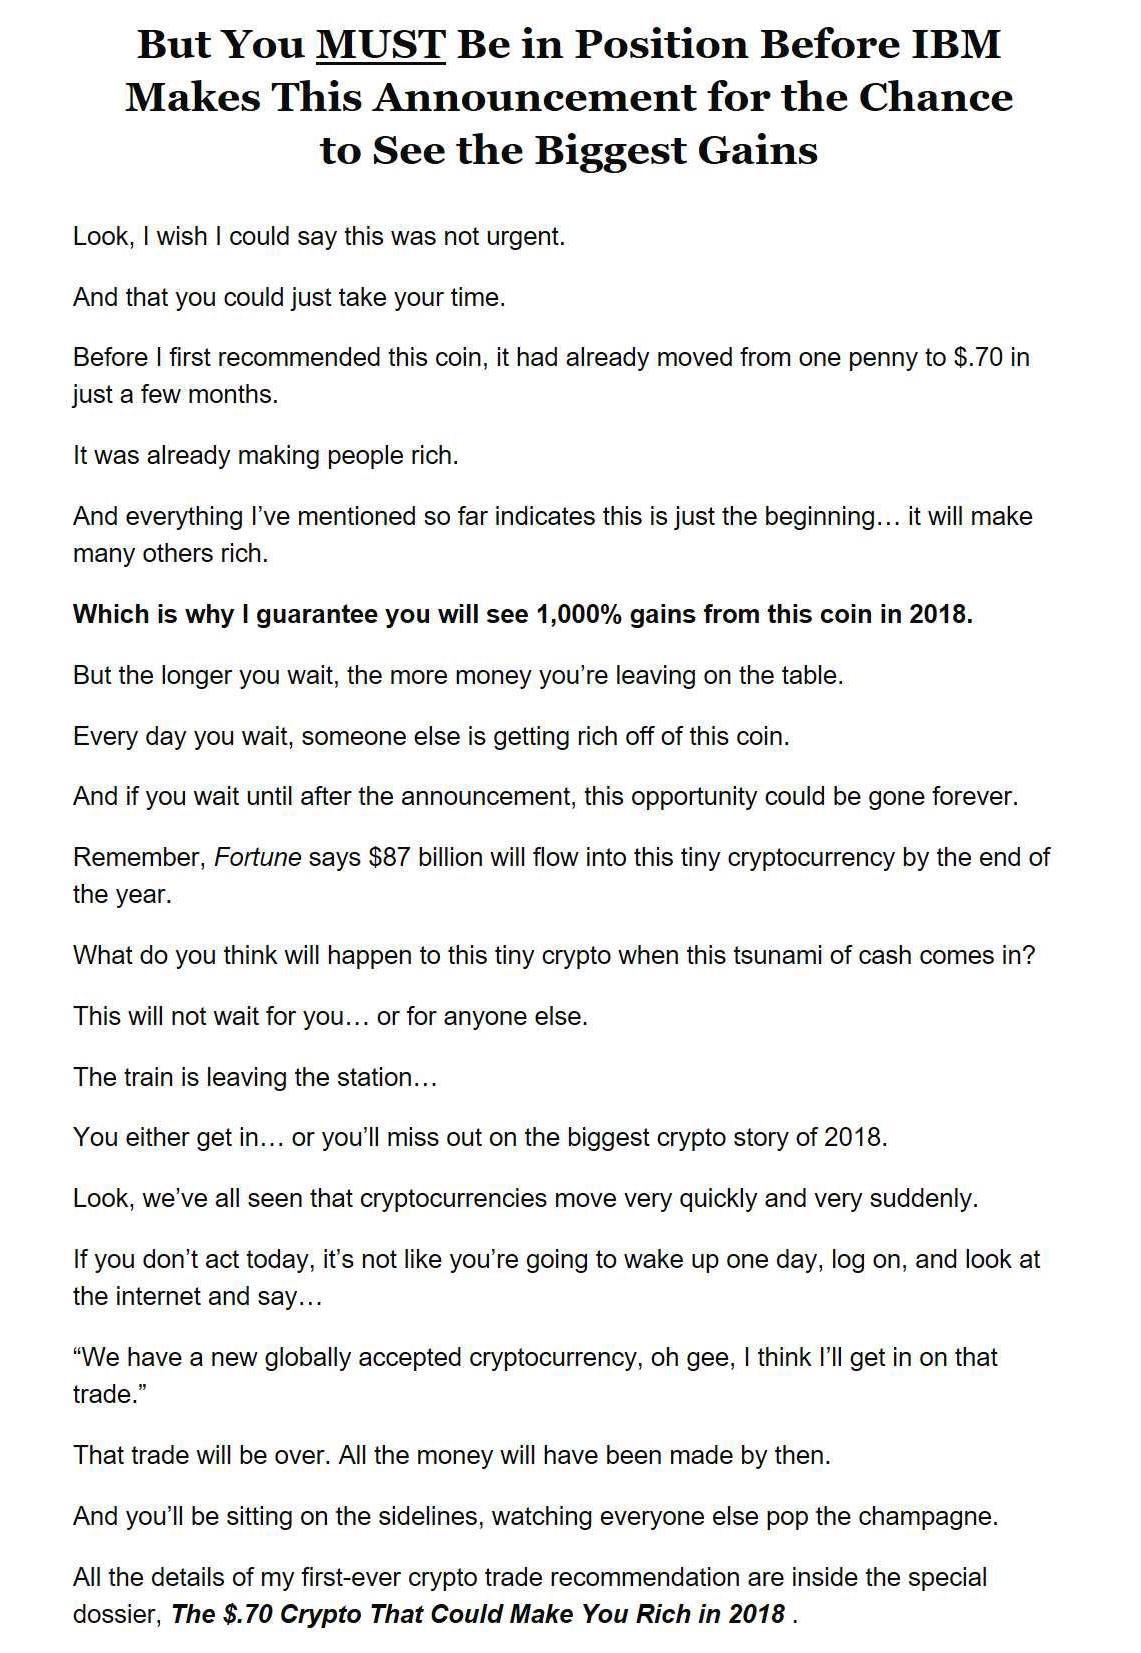 But You MUST Be in Position Before IBM
Makes This Announcement for the Chance
to See the Biggest Gains
Look, I wish I could say this was not urgent.
And that you could just take your time.
Before I first recommended this coin, it had already moved from one penny to $.70 in
just a few months.
It was already making people rich.
And everything I’ve mentioned so far indicates this is just the beginning… it will make
many others rich.
Which is why I guarantee you will see 1,000% gains from this coin in 2018.
But the longer you wait, the more money you’re leaving on the table.
Every day you wait, someone else is getting rich off of this coin.
And if you wait until after the announcement, this opportunity could be gone forever.
Remember, Fortune says $87 billion will flow into this tiny cryptocurrency by the end of
the year.
What do you think will happen to this tiny crypto when this tsunami of cash comes in?
This will not wait for you… or for anyone else.
The train is leaving the station…
You either get in… or you’ll miss out on the biggest crypto story of 2018.
Look, we’ve all seen that cryptocurrencies move very quickly and very suddenly.
If you don’t act today, it’s not like you’re going to wake up one day, log on, and look at
the internet and say…
“We have a new globally accepted cryptocurrency, oh gee, I think I’ll get in on that
trade.”
That trade will be over. All the money will have been made by then.
And you’ll be sitting on the sidelines, watching everyone else pop the champagne.
All the details of my first-ever crypto trade recommendation are inside the special
dossier, The $.70 Crypto That Could Make You Rich in 2018 .